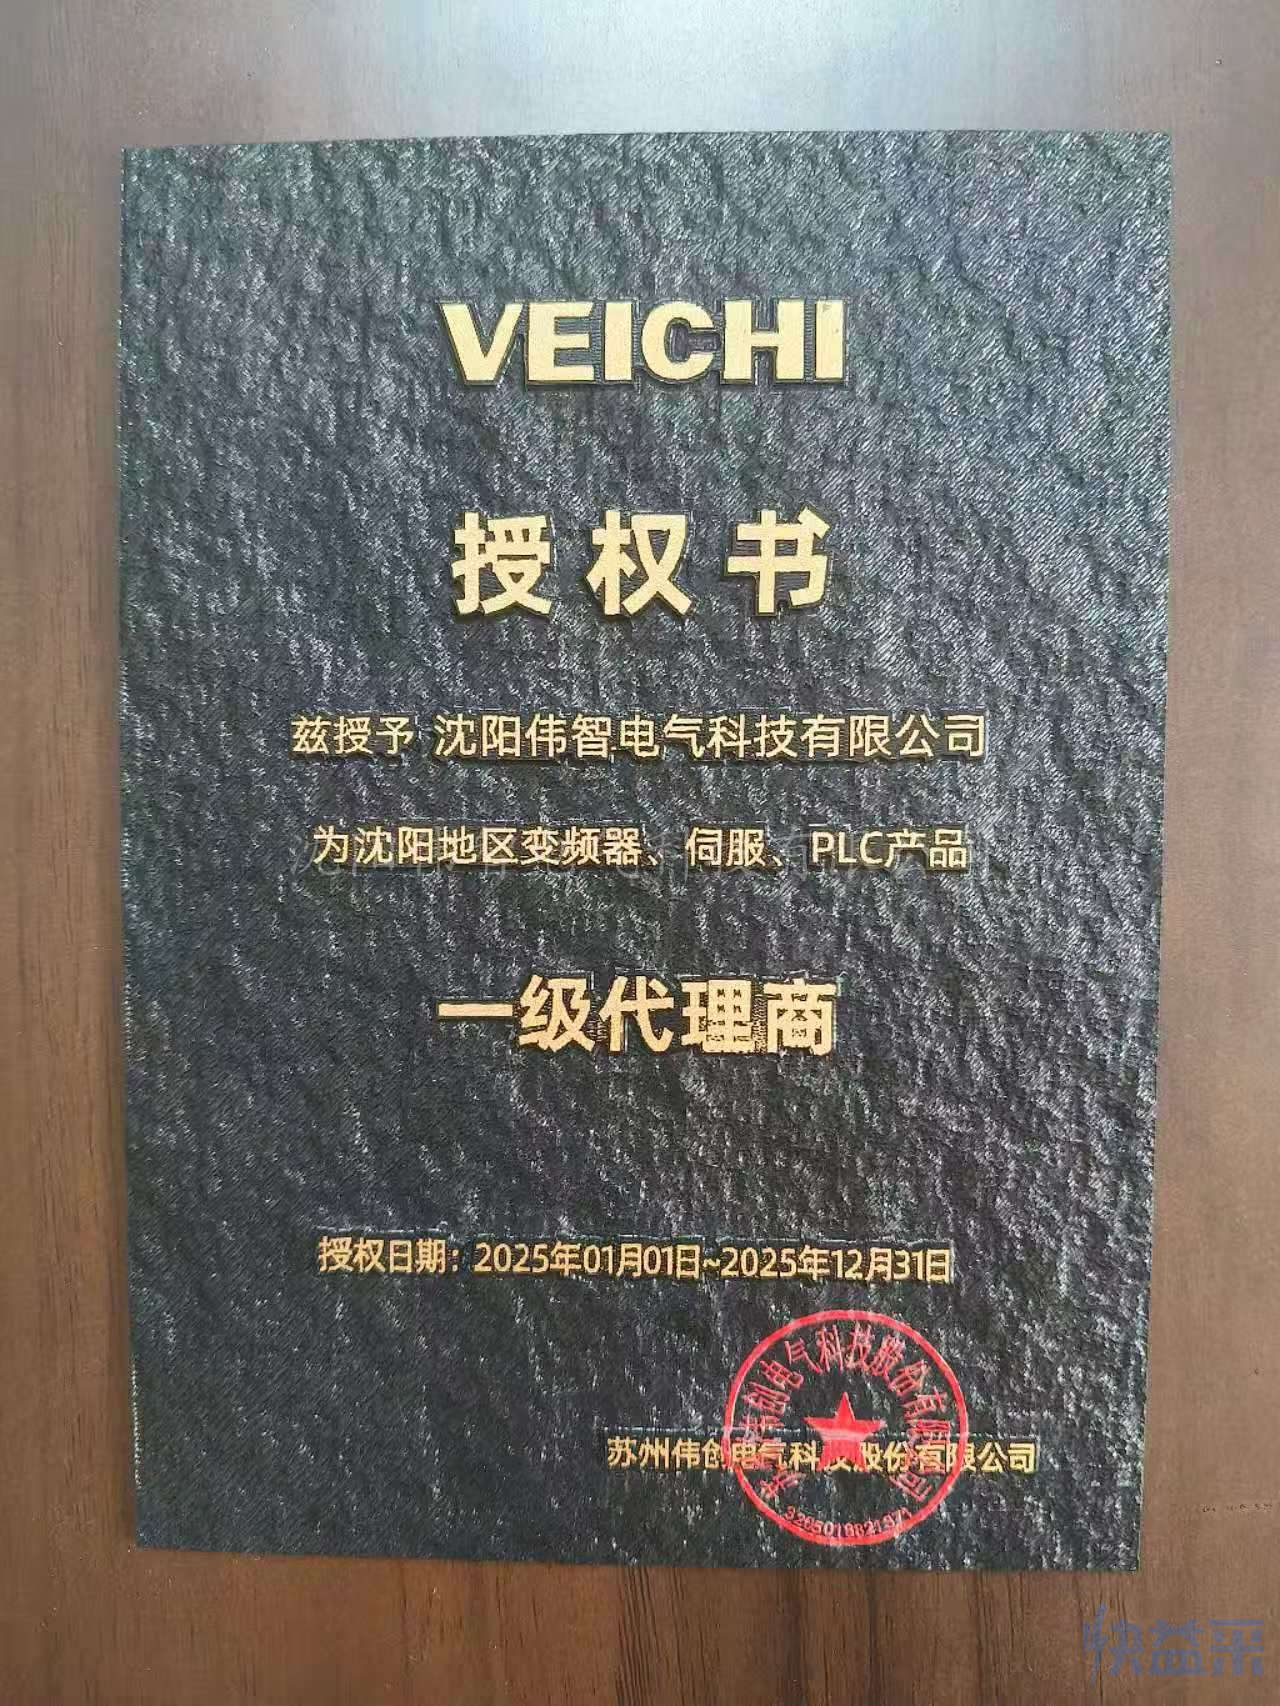 VEICHI
授权书
兹授予 沈阳伟智电气科技有限公司
为沈阳地区变频器、伺服、PLC产品
一级代理商
授权日期：2025年01月01日~2025年12月31日
苏州伟创电气科技股份有限公司
快益采